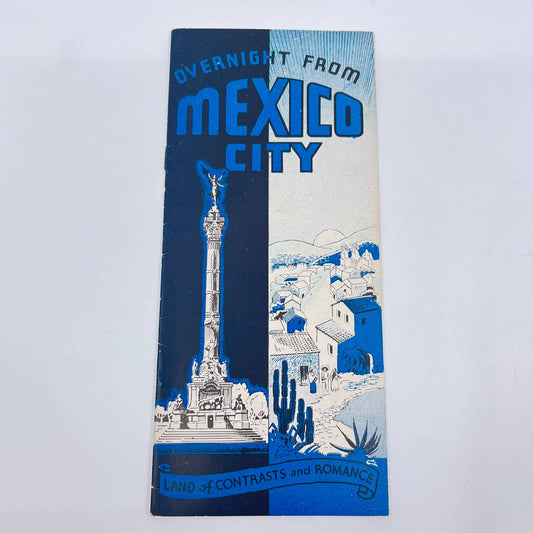 OVERNIGHT FROM
MEXICO
CITY
LAND of CONTRASTS and ROMANCE